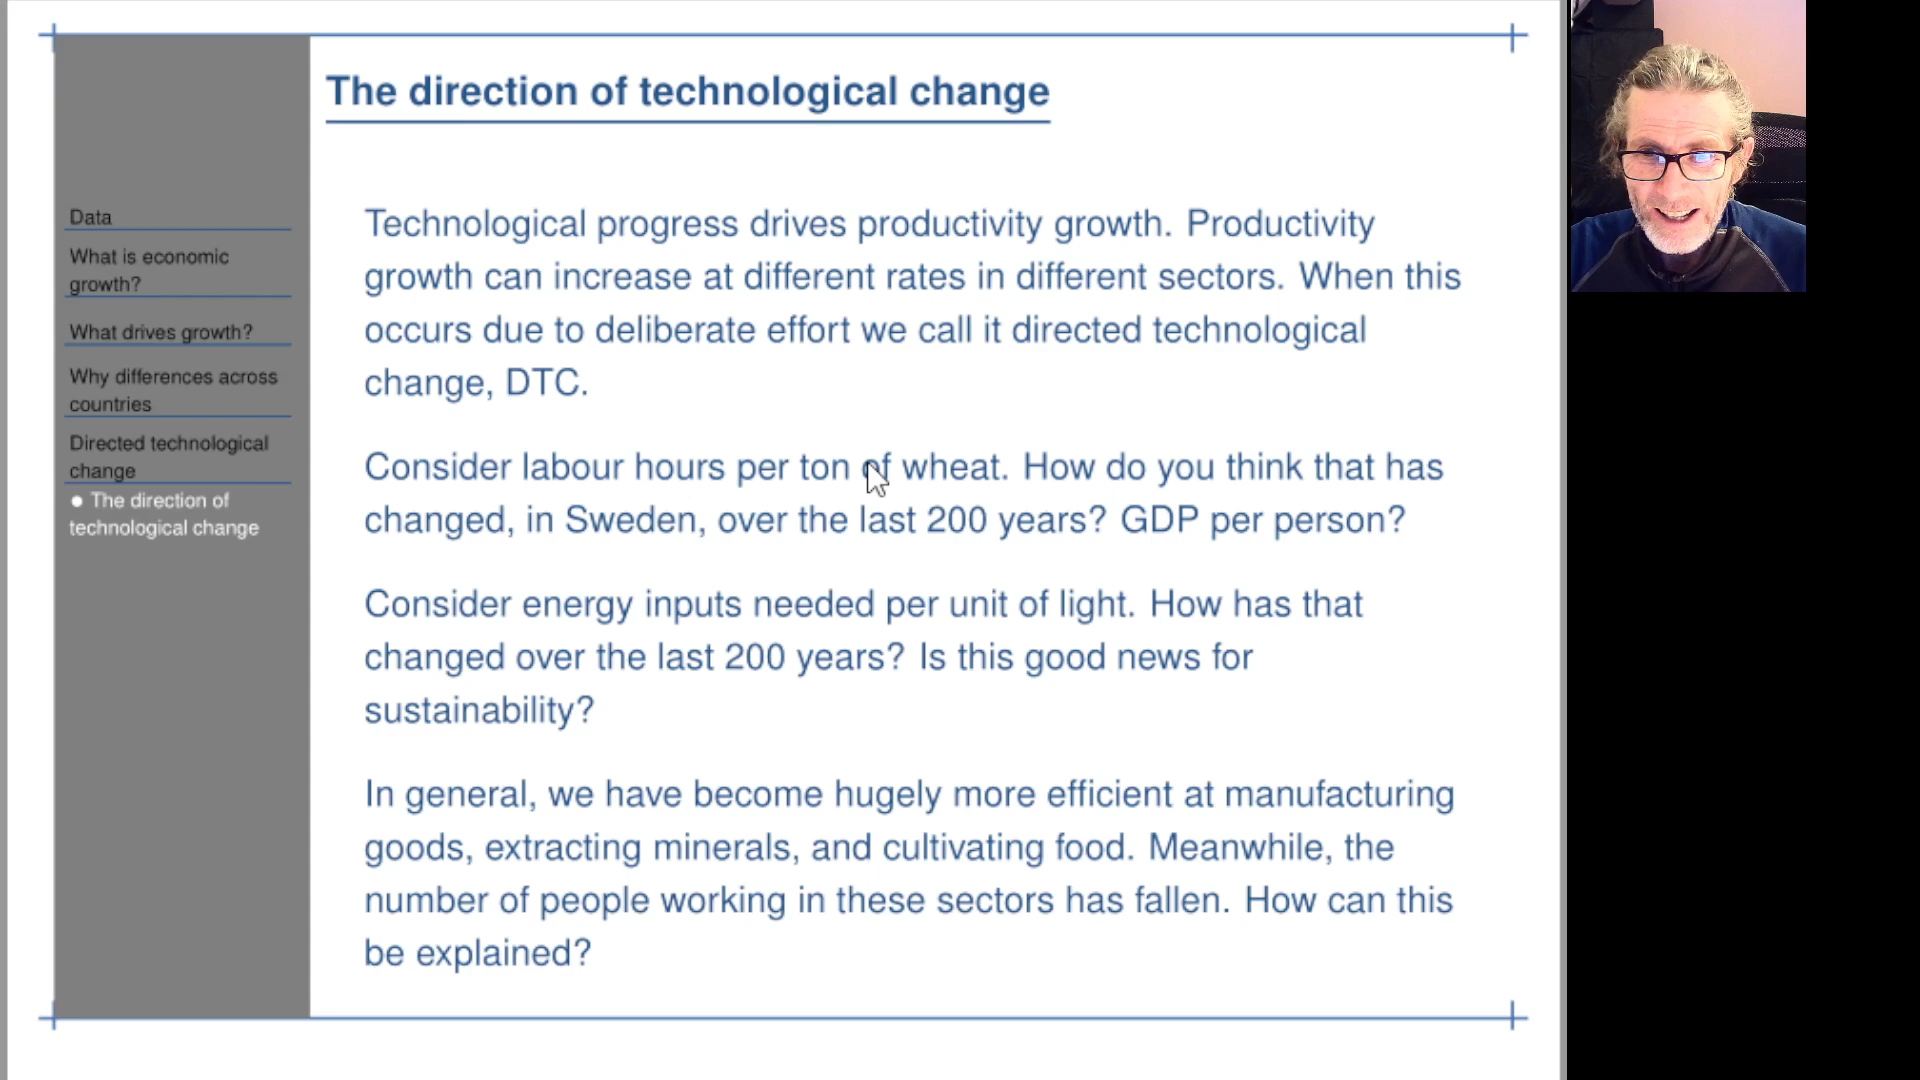 The direction of technological change
Data
What is economic
growth?
What drives growth?
Why differences across
countries
Directed technological
change
● The direction of
technological change
Technological progress drives productivity growth. Productivity
growth can increase at different rates in different sectors. When this
occurs due to deliberate effort we call it directed technological
change, DTC.
Consider labour hours per ton of wheat. How do you think that has
changed, in Sweden, over the last 200 years? GDP per person?
Consider energy inputs needed per unit of light. How has that
changed over the last 200 years? Is this good news for
sustainability?
In general, we have become hugely more efficient at manufacturing
goods, extracting minerals, and cultivating food. Meanwhile, the
number of people working in these sectors has fallen. How can this
be explained?